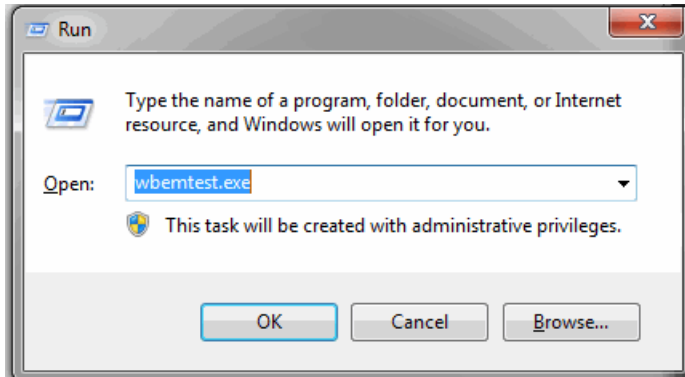 Run
Type the name of a program, folder, document, or Internet
resource, and Windows will open it for you.
Open: wbemtest.exe
This task will be created with administrative privileges.
OK Cancel Browse...